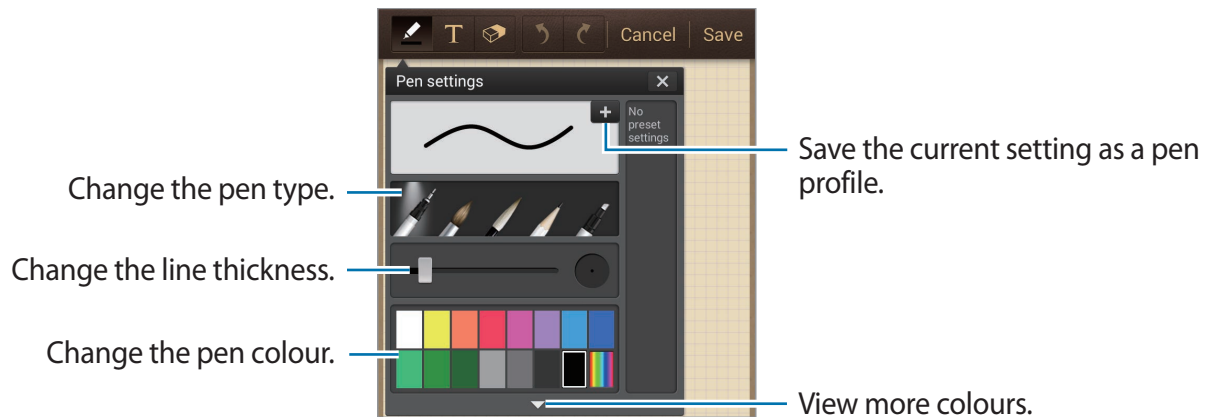 T
Cancel
Save
Pen settings
No
preset
settings
Save the current setting as a pen
profile.
Change the pen type.
Change the line thickness.
Change the pen colour.
View more colours.